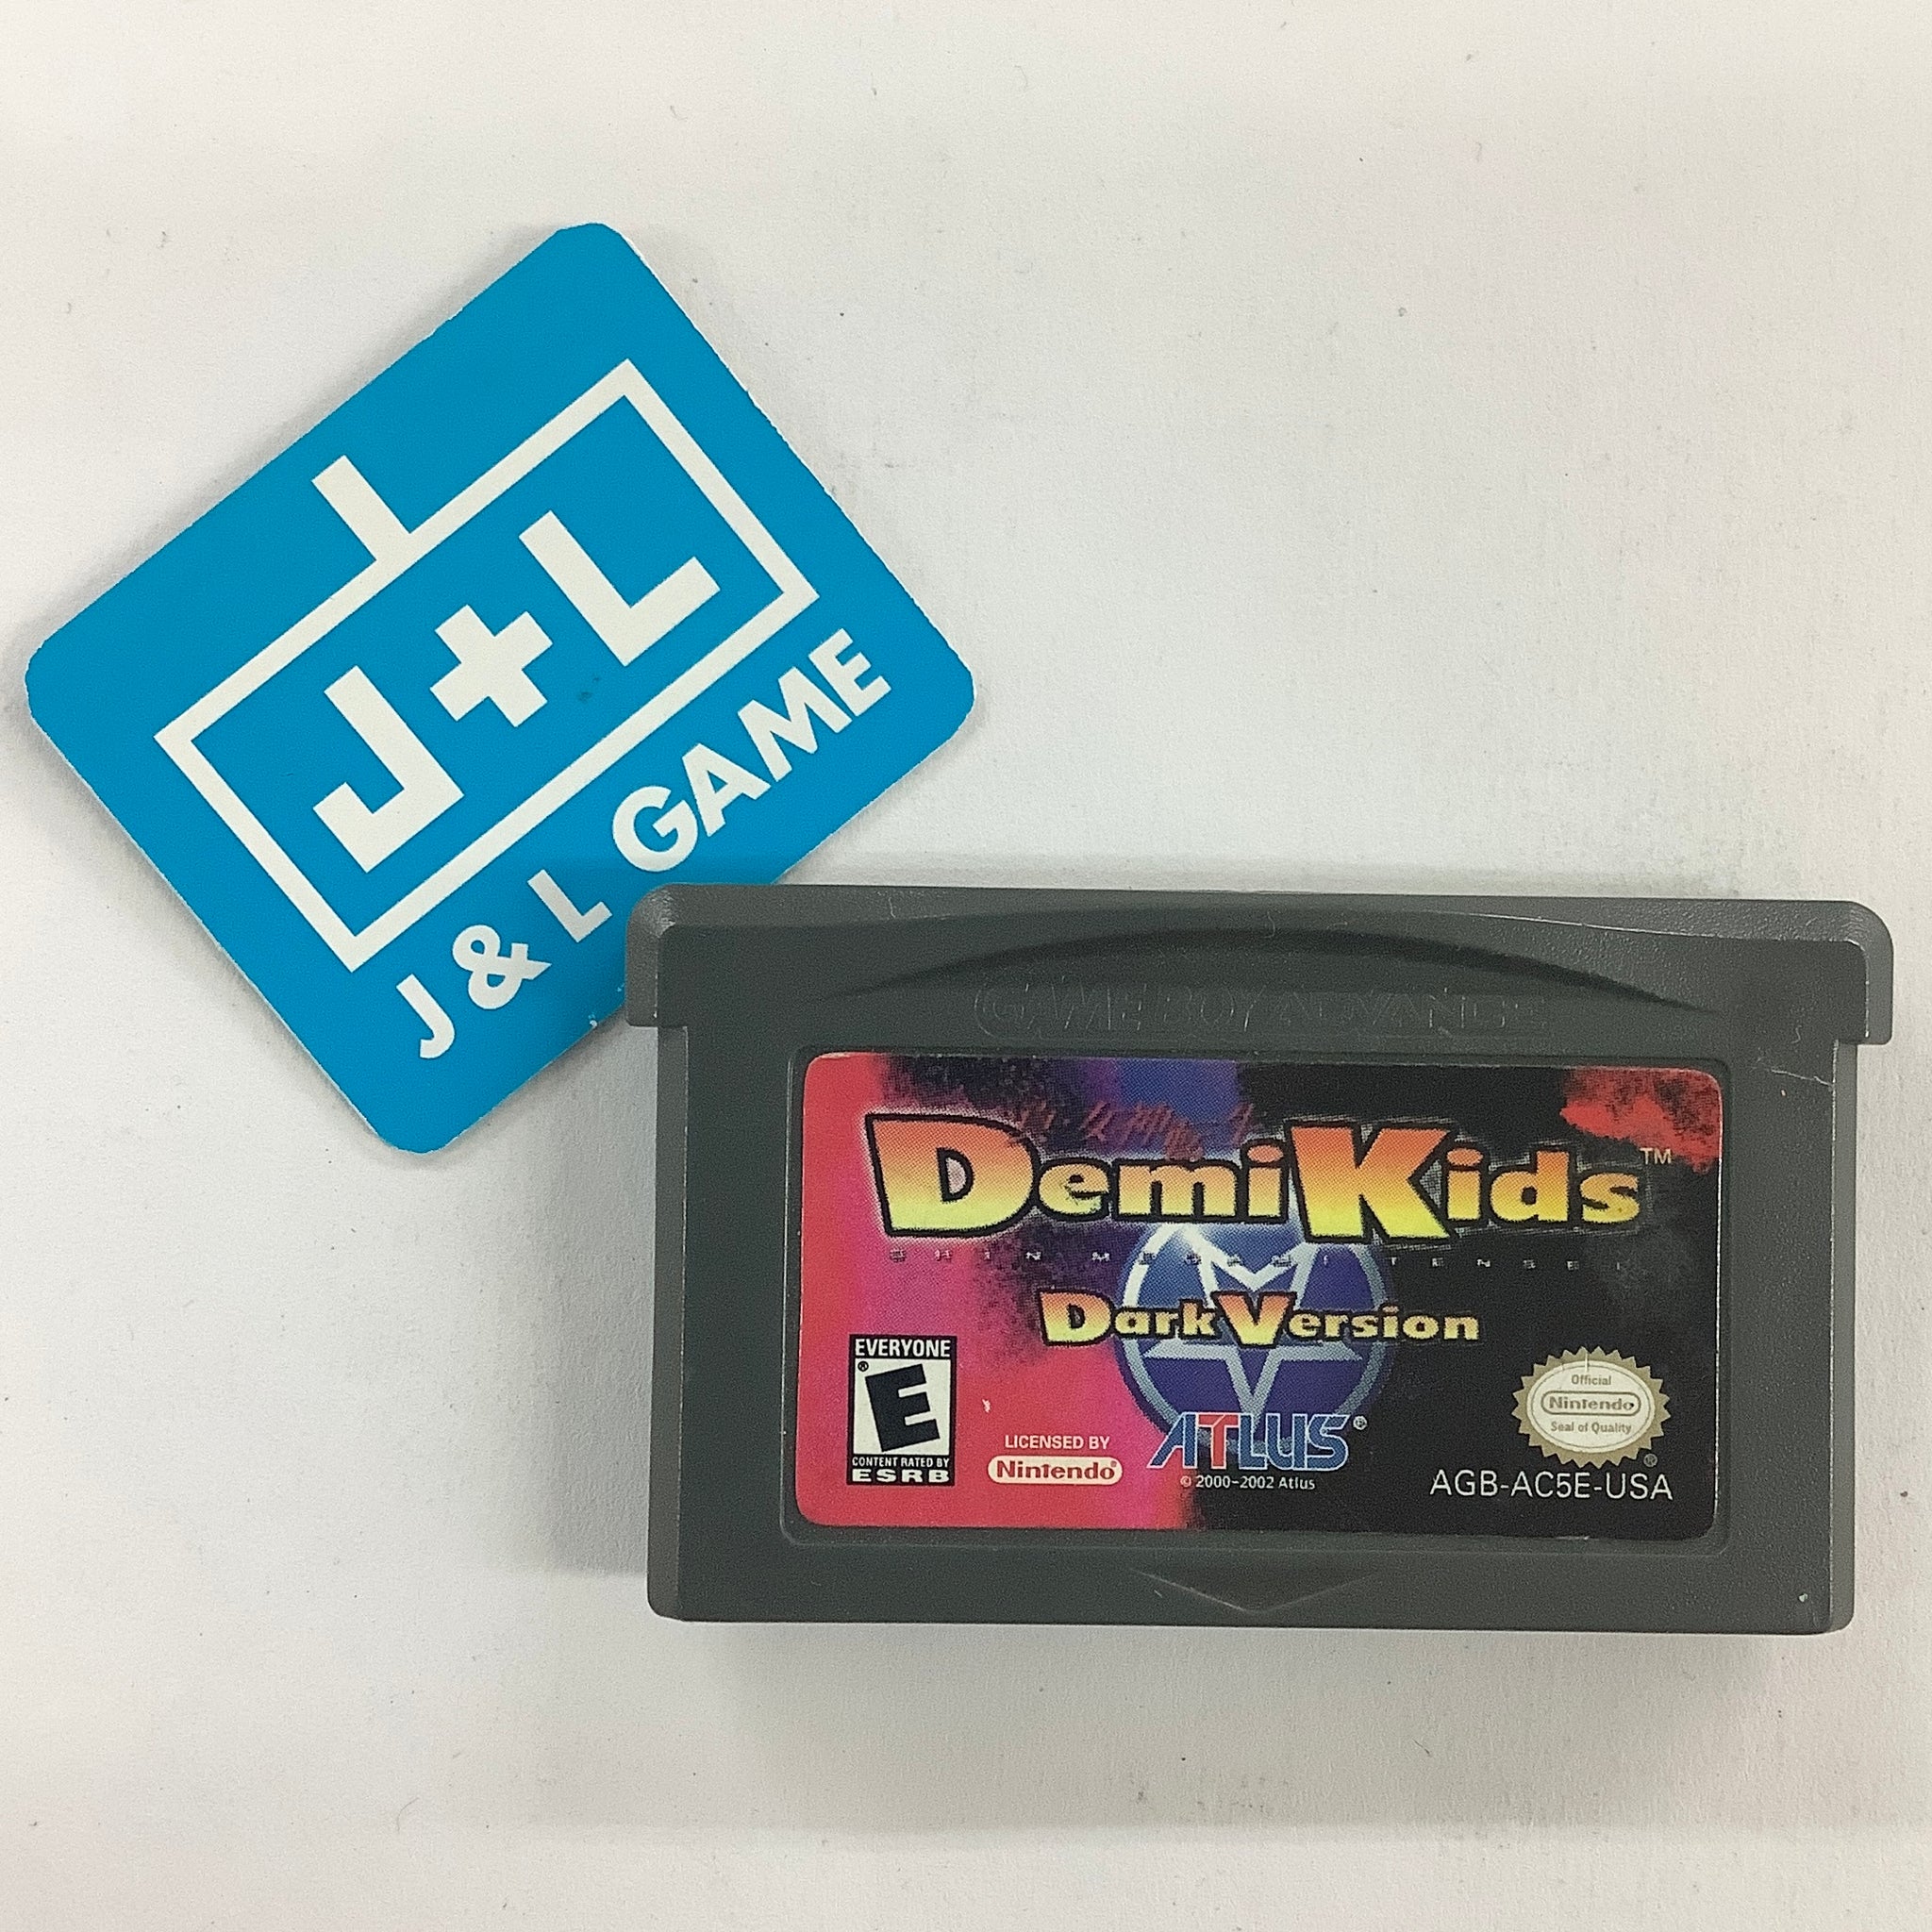 J+L
J & L GAME
GAME BOY ADVANCE
DemiKids™
SHIN MEGAMI TENSEI
Dark Version
EVERYONE
E®
CONTENT RATED BY
ESRB
LICENSED BY
Nintendo®
ATLUS®
© 2000-2002 Atlus
Official
Nintendo®
Seal of Quality
®
AGB-AC5E-USA